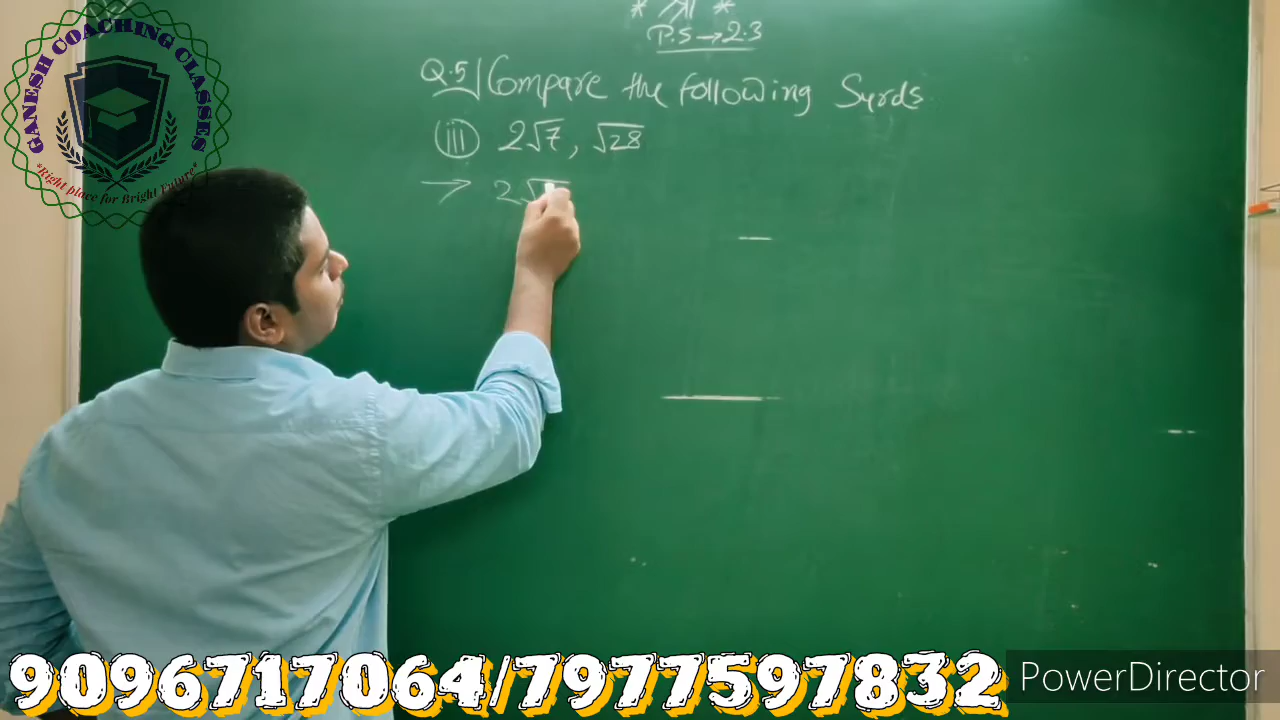 GANESH COACHING CLASSES
*Right place for Bright Future*
* श्री *
P.S → 2.3
Q.5] Compare the following Surds
(iii) 2√7, √28
→ 2√
9096717064/7977597832
PowerDirector